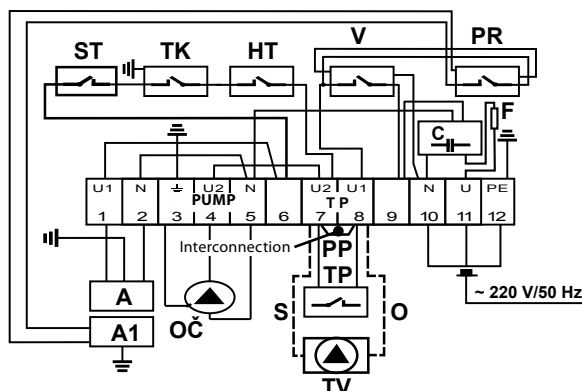 ST TK HT V PR
C F
U1 N ⏚ U2 N U2 U1 N U PE
PUMP T P
1 2 3 4 5 6 7 8 9 10 11 12
Interconnection
PP
TP
A OČ S O
~ 220 V/50 Hz
A1
TV